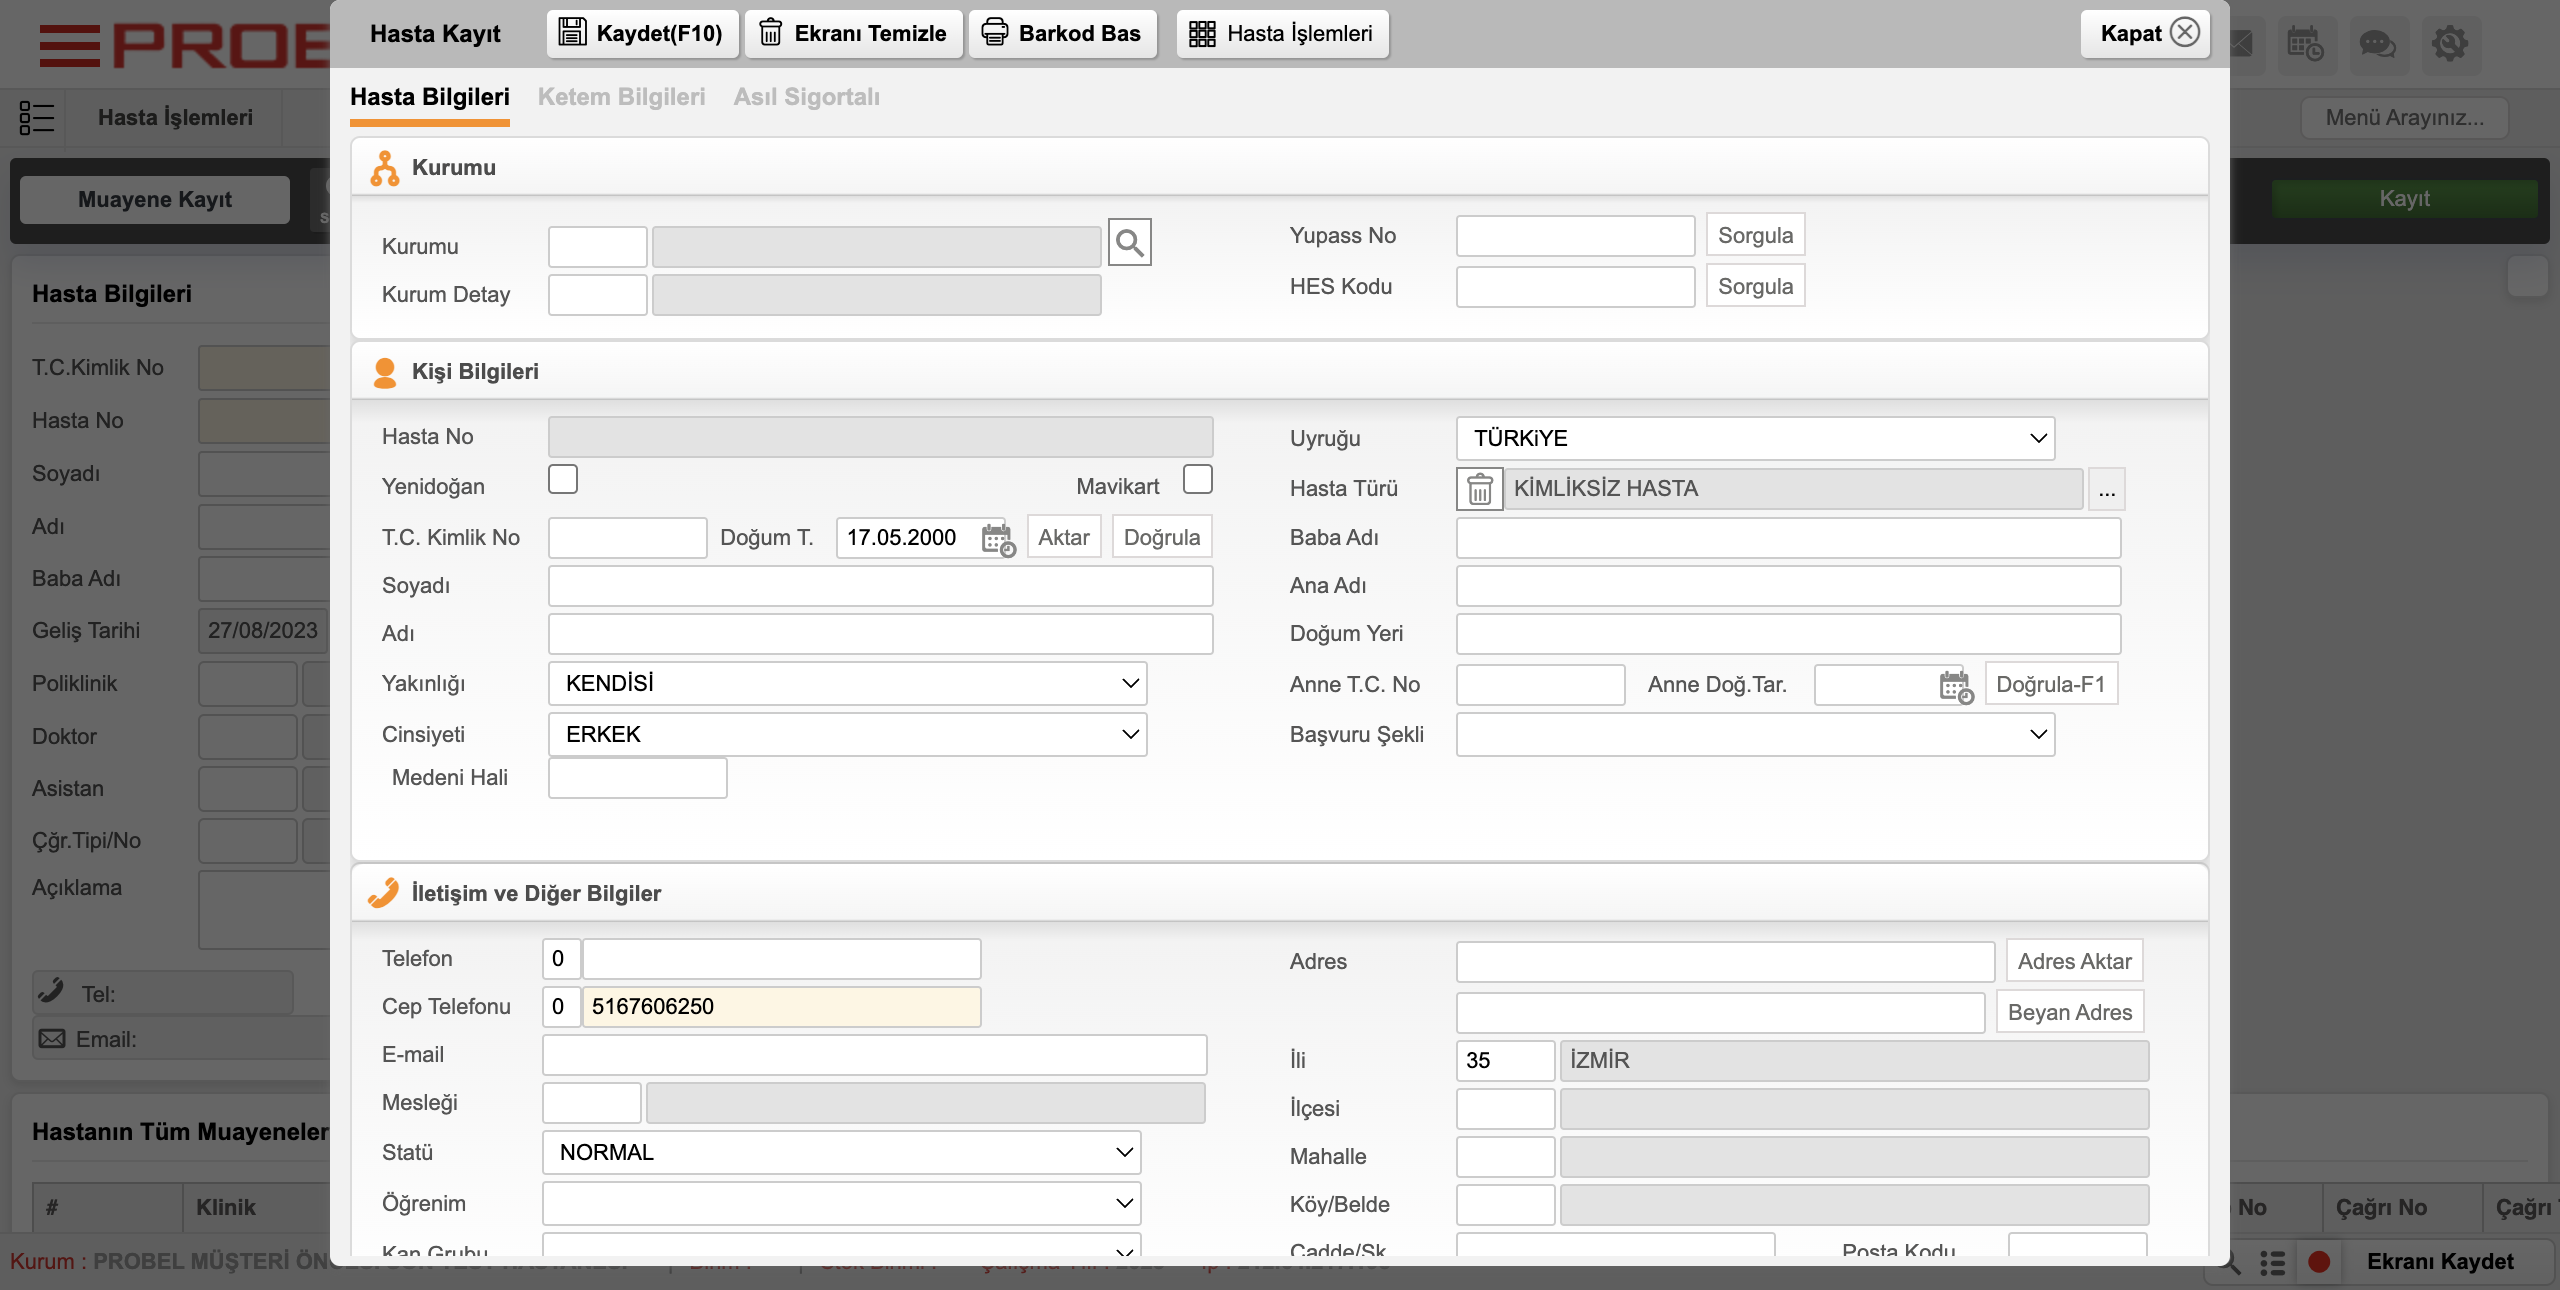 Hasta Kayıt
Kaydet(F10)
Ekranı Temizle
Barkod Bas
Hasta İşlemleri
Kapat
Hasta İşlemleri
Menü Arayınız...
Hasta Bilgileri
Ketem Bilgileri
Asıl Sigortalı
Muayene Kayıt
Kayıt
Kurumu
Kurumu
Kurum Detay
Yupass No
Sorgula
HES Kodu
Sorgula
Kişi Bilgileri
Hasta No
Yenidoğan
Mavikart
T.C. Kimlik No
Doğum T.
17.05.2000
Aktar
Doğrula
Soyadı
Adı
Yakınlığı
KENDİSİ
Cinsiyeti
ERKEK
Medeni Hali
Uyruğu
TÜRKiYE
Hasta Türü
KİMLİKSİZ HASTA
...
Baba Adı
Ana Adı
Doğum Yeri
Anne T.C. No
Anne Doğ.Tar.
Doğrula-F1
Başvuru Şekli
İletişim ve Diğer Bilgiler
Telefon
0
Cep Telefonu
0
5167606250
E-mail
Mesleği
Statü
NORMAL
Öğrenim
Kan Grubu
Adres
Adres Aktar
Beyan Adres
İli
35
İZMİR
İlçesi
Mahalle
Köy/Belde
Cadde/Sk.
Posta Kodu
Hasta Bilgileri
T.C.Kimlik No
Hasta No
Soyadı
Adı
Baba Adı
Geliş Tarihi
27/08/2023
Poliklinik
Doktor
Asistan
Çğr.Tipi/No
Açıklama
Tel:
Email:
Hastanın Tüm Muayeneler
#
Klinik
No
Çağrı No
Çağrı
Kurum : PROBEL MÜŞTERİ
Ekranı Kaydet